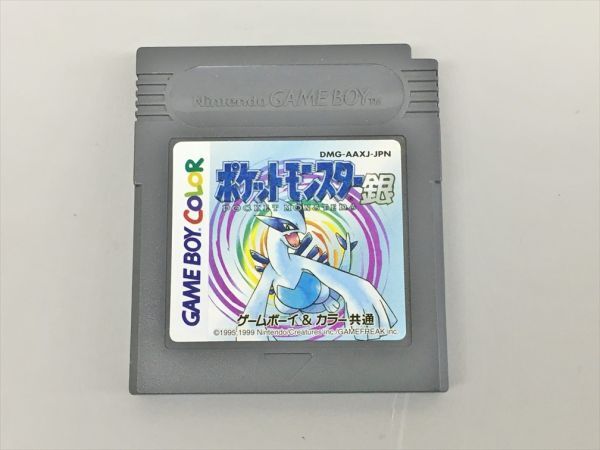 Nintendo GAME BOY™
DMG-AAXJ-JPN
ポケットモンスター銀
POCKET MONSTERS
GAME BOY COLOR
ゲームボーイ&カラー共通
©1995,1999 Nintendo/Creatures inc./GAMEFREAK inc.